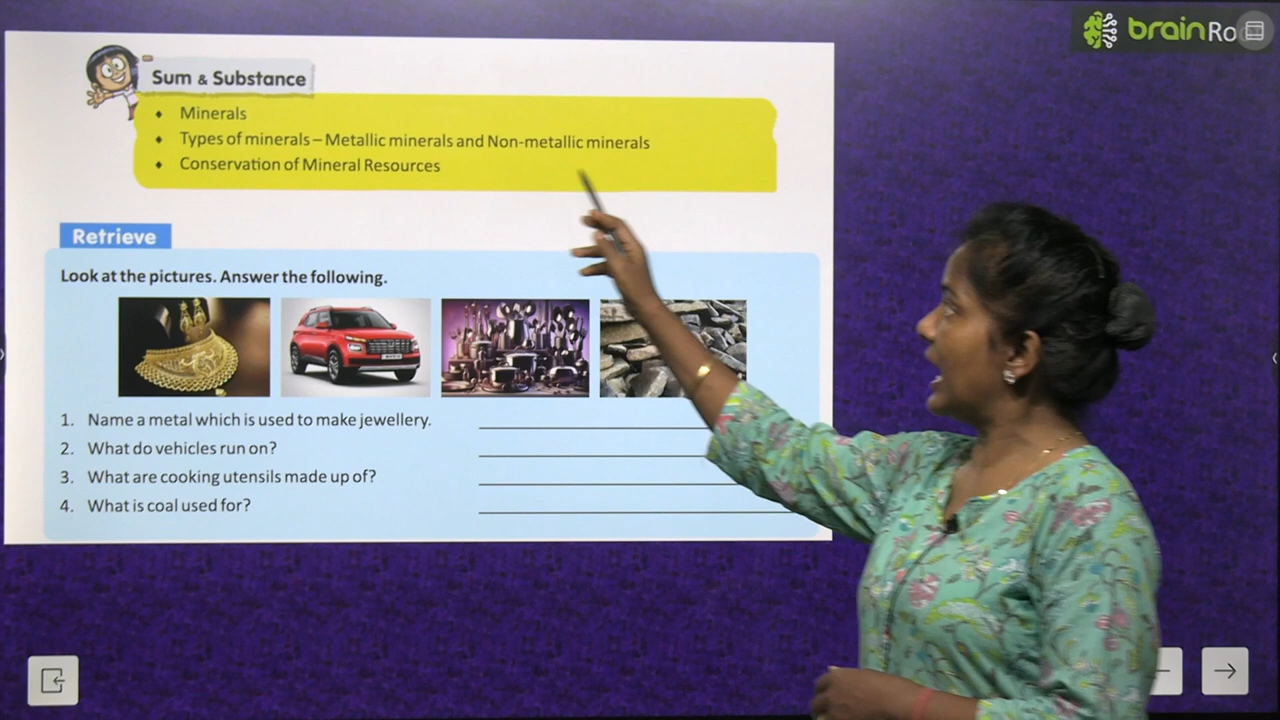 brainRo
Sum & Substance
♦ Minerals
♦ Types of minerals – Metallic minerals and Non-metallic minerals
♦ Conservation of Mineral Resources
Retrieve
Look at the pictures. Answer the following.
1. Name a metal which is used to make jewellery.
2. What do vehicles run on?
3. What are cooking utensils made up of?
4. What is coal used for?